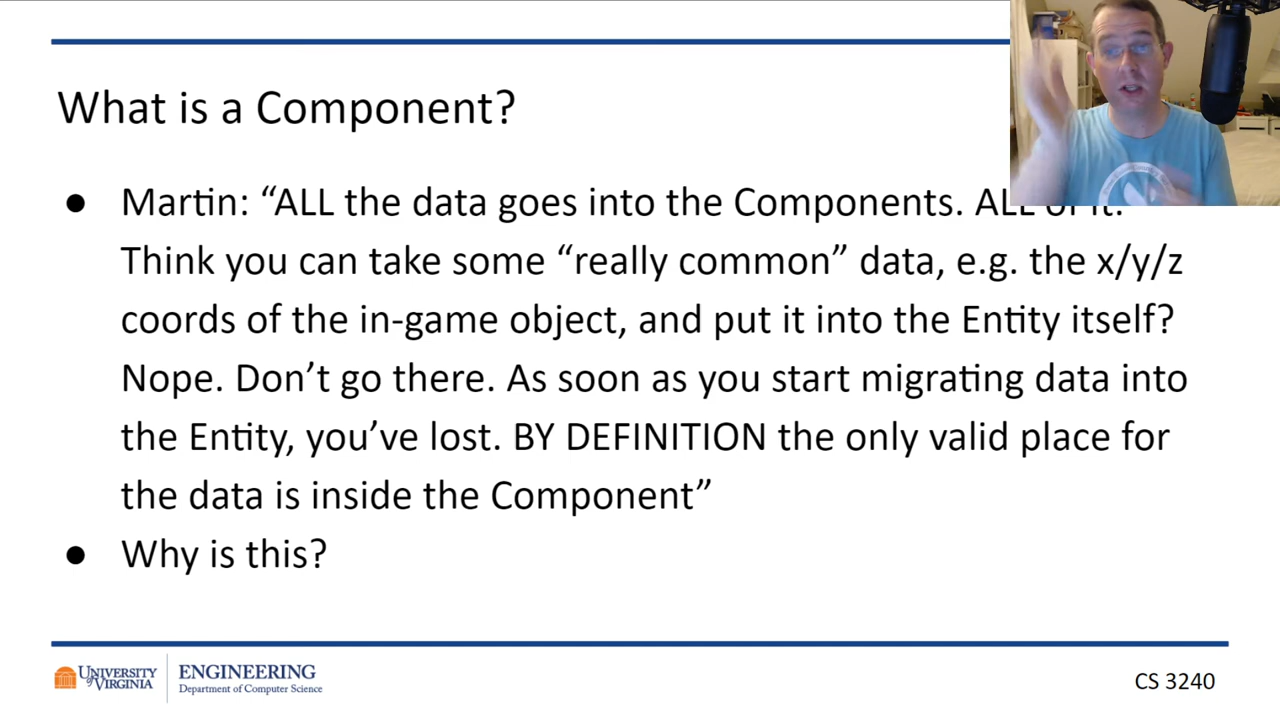 What is a Component?
● Martin: “ALL the data goes into the Components. ALL of it.
Think you can take some “really common” data, e.g. the x/y/z
coords of the in-game object, and put it into the Entity itself?
Nope. Don’t go there. As soon as you start migrating data into
the Entity, you’ve lost. BY DEFINITION the only valid place for
the data is inside the Component”
● Why is this?
UNIVERSITY of VIRGINIA
ENGINEERING
Department of Computer Science
CS 3240